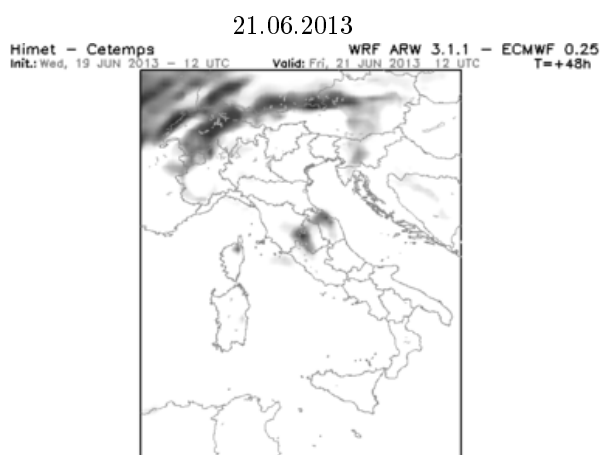 21.06.2013
Himet - Cetemps WRF ARW 3.1.1 - ECMWF 0.25
Init.: Wed, 19 JUN 2013 - 12 UTC Valid: Fri, 21 JUN 2013 12 UTC T=+48h